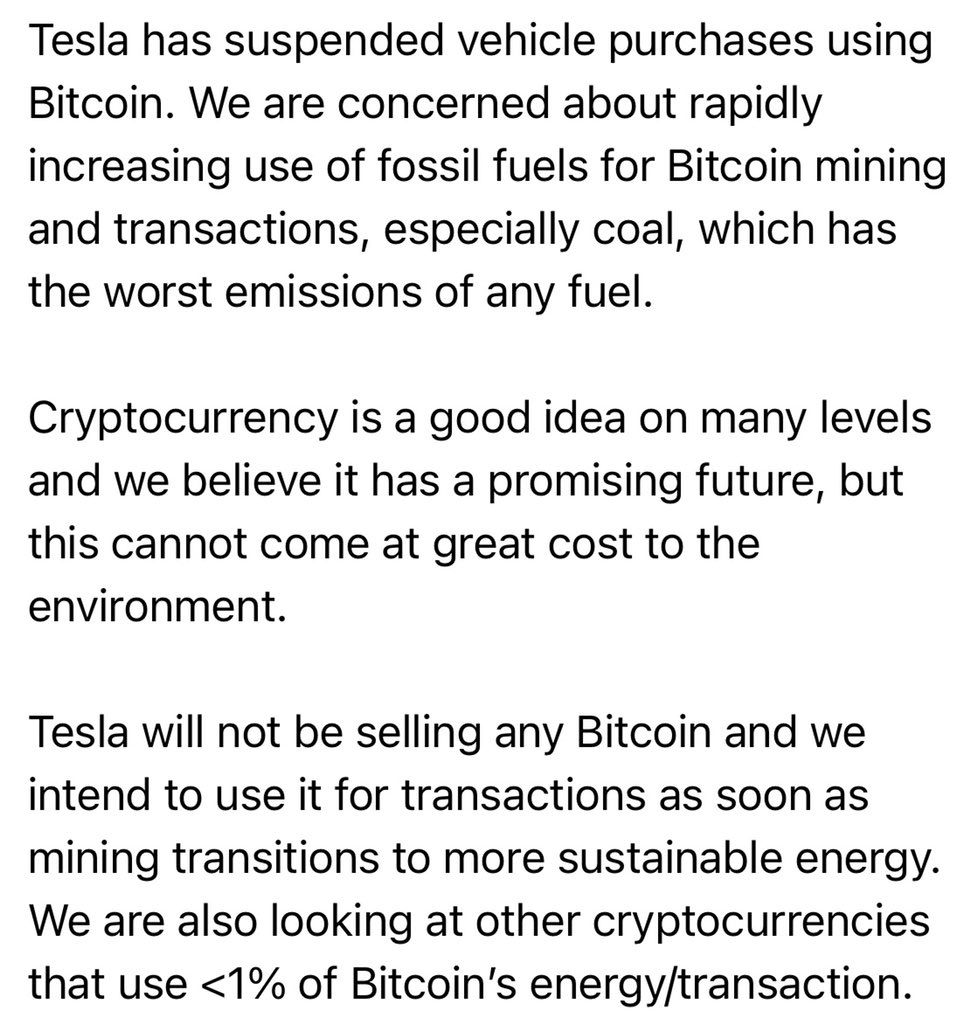 Tesla has suspended vehicle purchases using
Bitcoin. We are concerned about rapidly
increasing use of fossil fuels for Bitcoin mining
and transactions, especially coal, which has
the worst emissions of any fuel.
Cryptocurrency is a good idea on many levels
and we believe it has a promising future, but
this cannot come at great cost to the
environment.
Tesla will not be selling any Bitcoin and we
intend to use it for transactions as soon as
mining transitions to more sustainable energy.
We are also looking at other cryptocurrencies
that use <1% of Bitcoin’s energy/transaction.